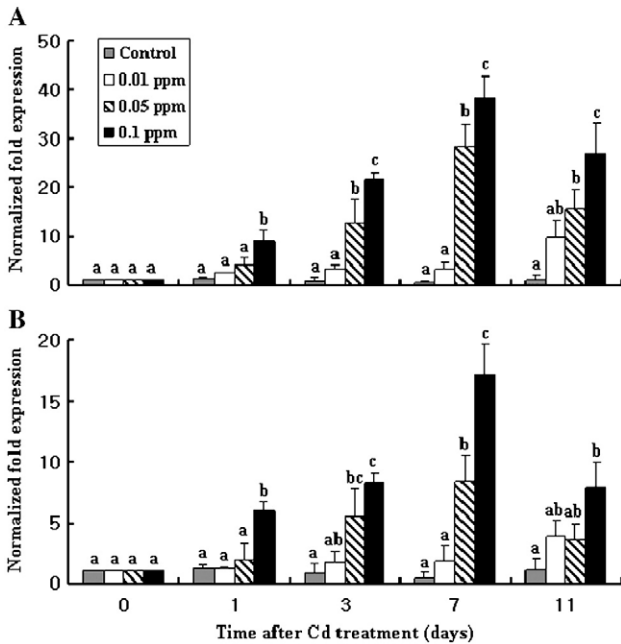 A
50
40
30
20
10
0
Normalized fold expression
Control
0.01 ppm
0.05 ppm
0.1 ppm
a a a a
a a a b
a a b c
a a b c
a ab b c
B
20
15
10
5
0
Normalized fold expression
a a a a
a a a b
a ab bc c
a a b c
a ab ab b
0 1 3 7 11
Time after Cd treatment (days)